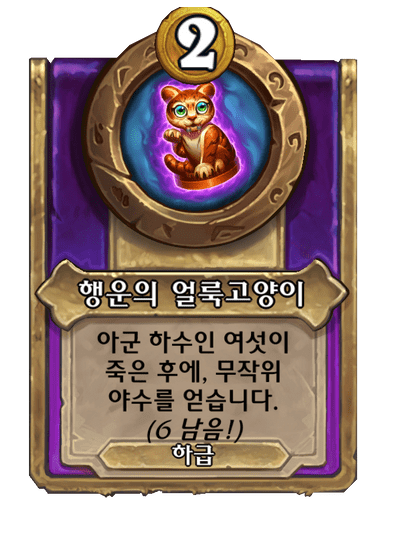 2
행운의 얼룩고양이
아군 하수인 여섯이
죽은 후에, 무작위
야수를 얻습니다.
(6 남음!)
하급